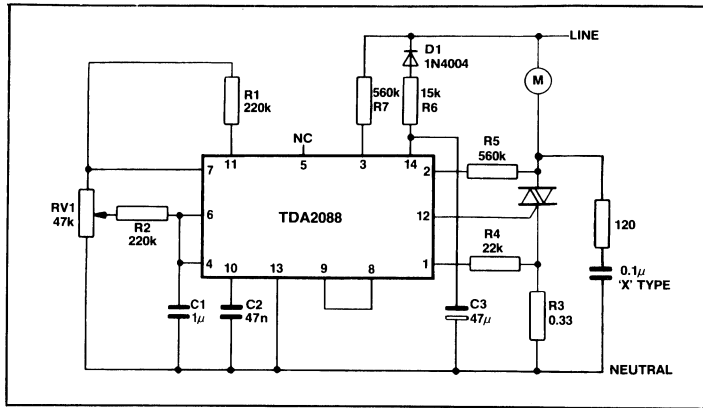 LINE
D1
1N4004
M
R1
220k
560k
R7
15k
R6
NC
R5
560k
11
5
3
14
7
2
RV1
47k
R2
220k
6
TDA2088
12
120
4
10
13
9
8
1
R4
22k
0.1μ
'X' TYPE
C1
1μ
C2
47n
C3
47μ
R3
0.33
NEUTRAL